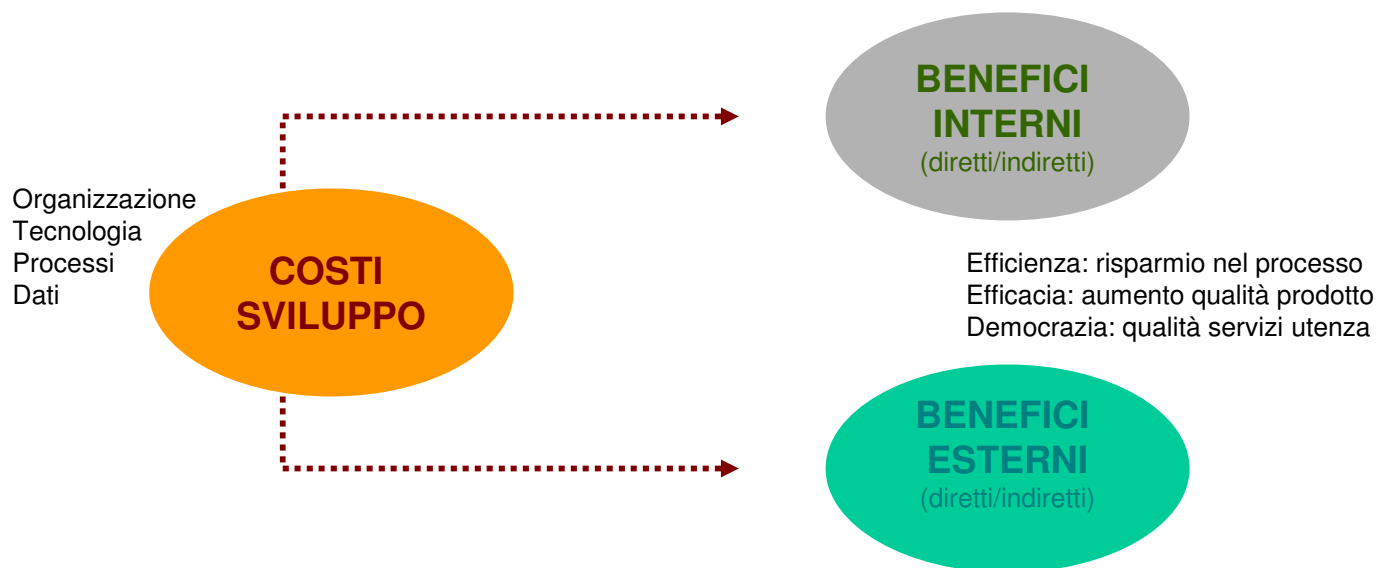 BENEFICI
INTERNI
(diretti/indiretti)
Organizzazione
Tecnologia
Processi
Dati
COSTI
SVILUPPO
Efficienza: risparmio nel processo
Efficacia: aumento qualità prodotto
Democrazia: qualità servizi utenza
BENEFICI
ESTERNI
(diretti/indiretti)